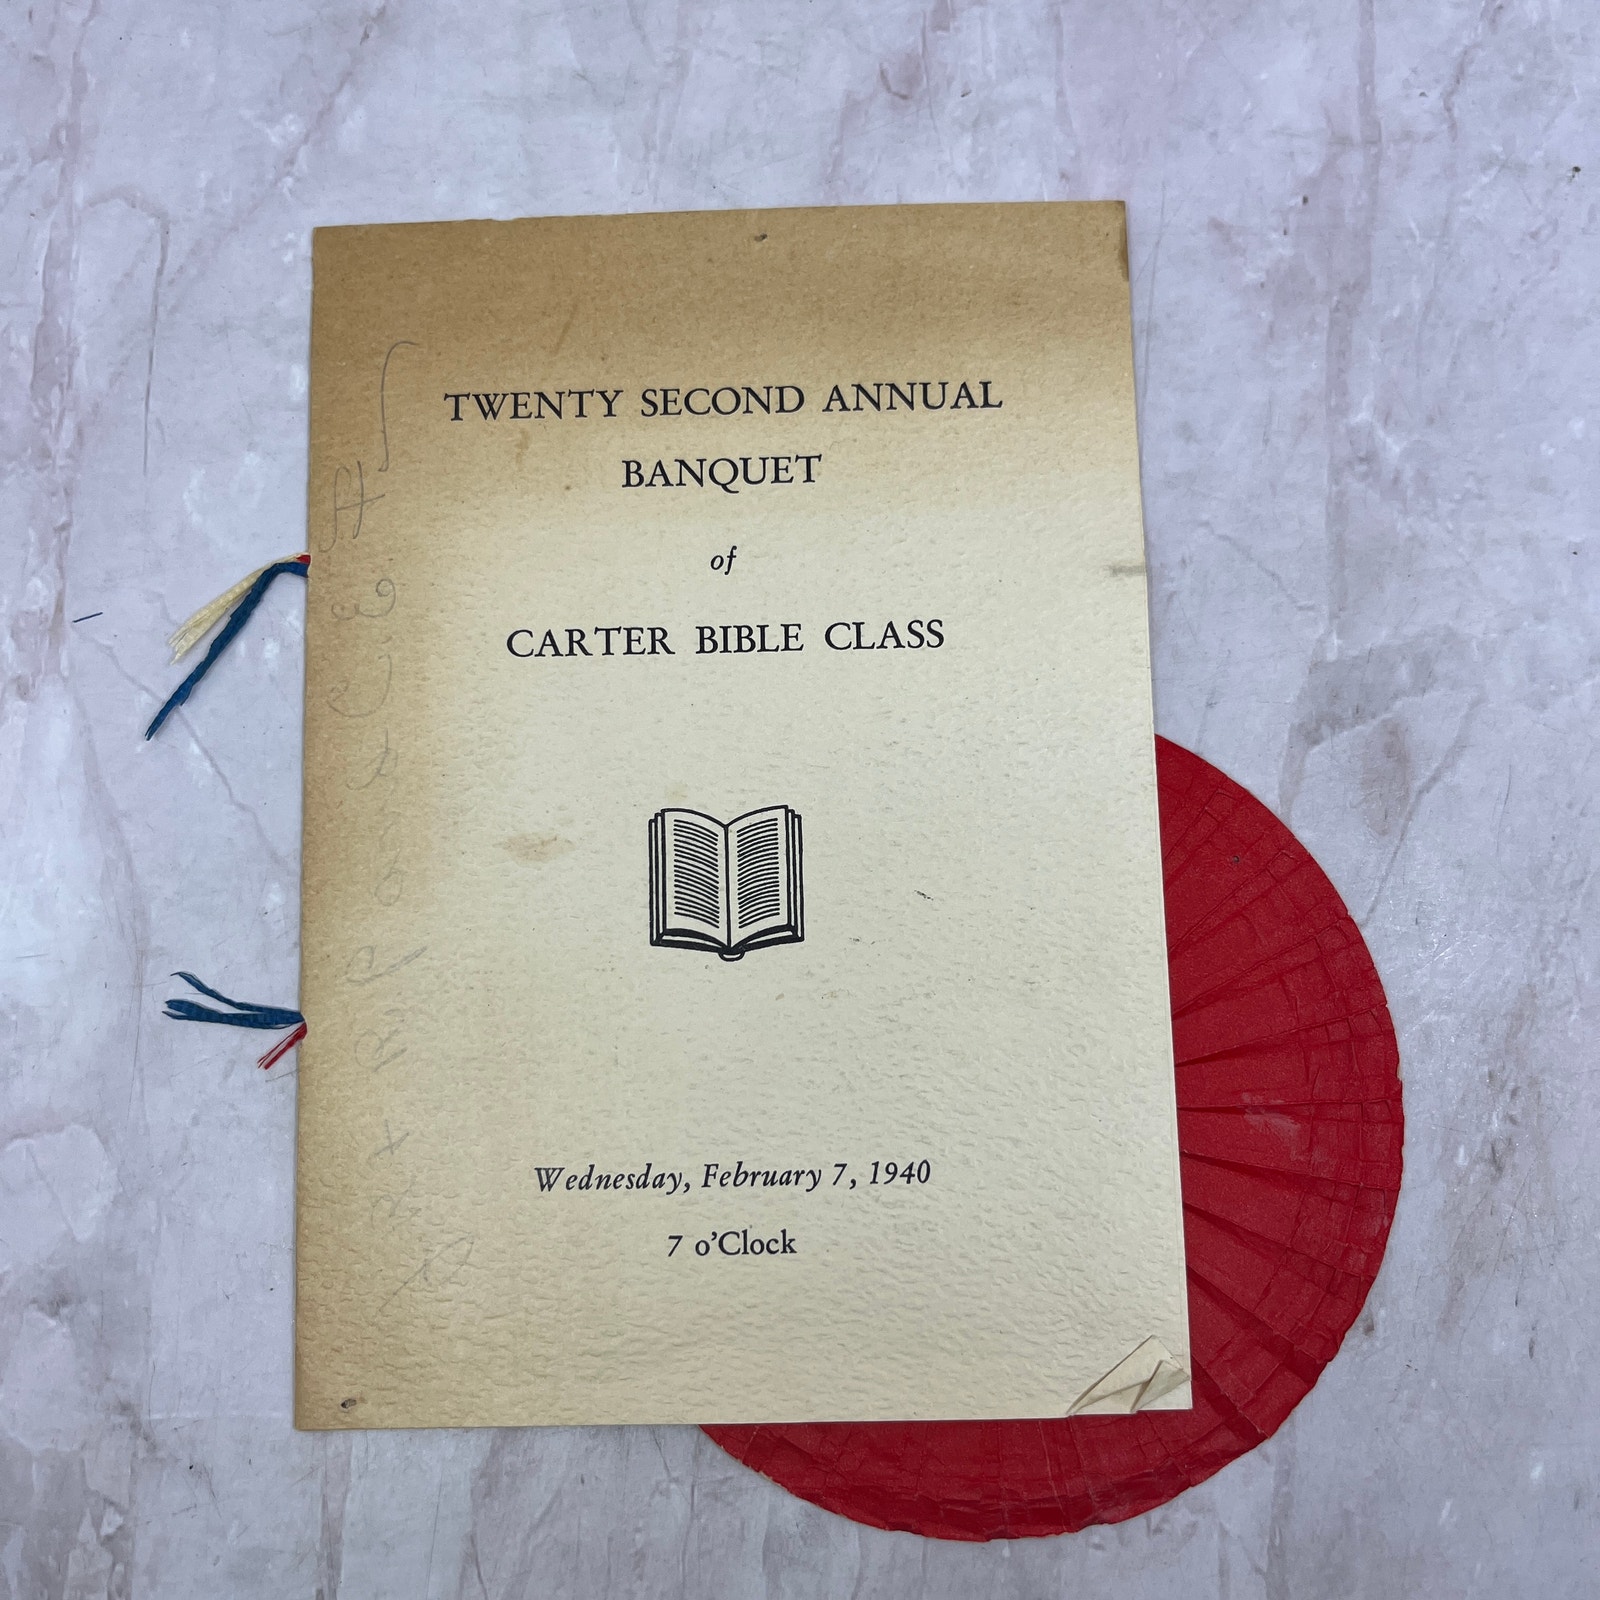 TWENTY SECOND ANNUAL
BANQUET
of
CARTER BIBLE CLASS
Wednesday, February 7, 1940
7 o'Clock